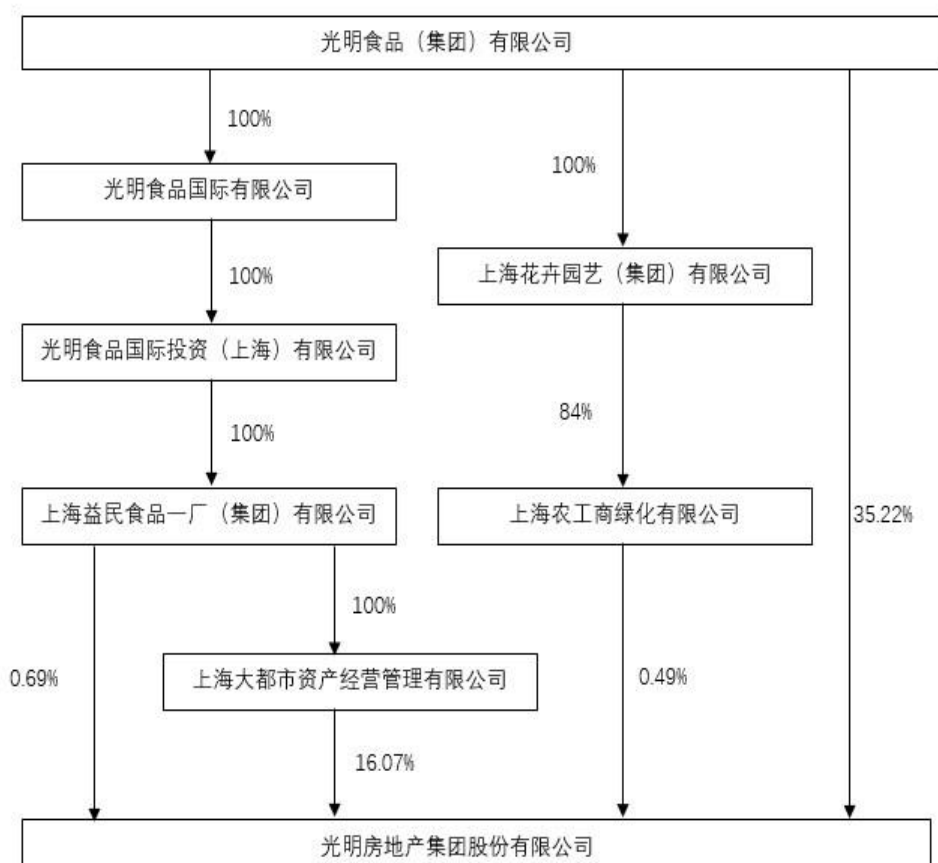 光明食品（集团）有限公司
100%
100%
光明食品国际有限公司
上海花卉园艺（集团）有限公司
100%
光明食品国际投资（上海）有限公司
84%
100%
上海益民食品一厂（集团）有限公司
上海农工商绿化有限公司
35.22%
100%
0.69%
上海大都市资产经营管理有限公司
0.49%
16.07%
光明房地产集团股份有限公司